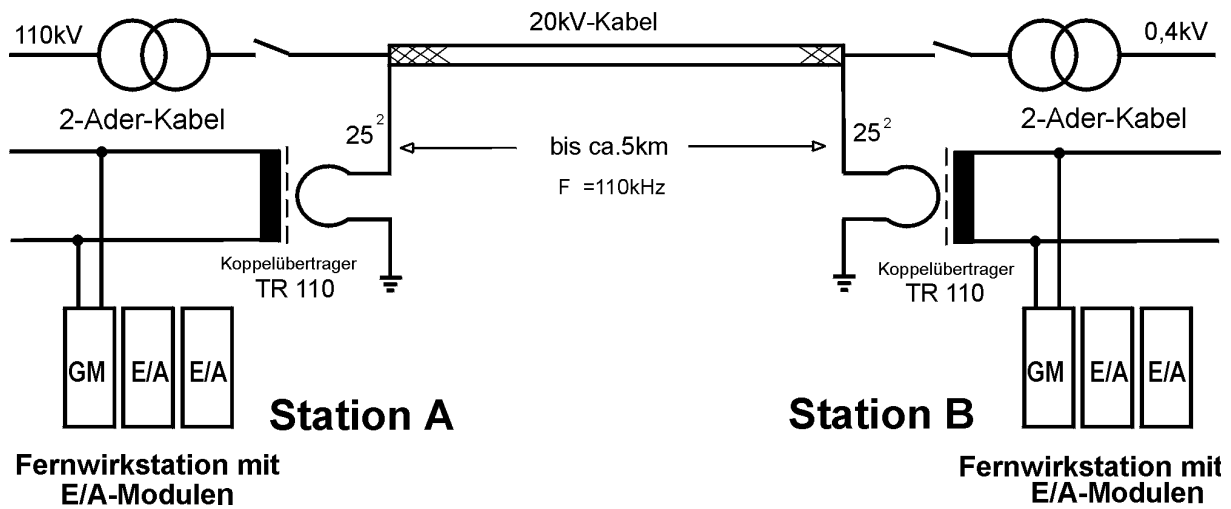 110kV
20kV-Kabel
0,4kV
2-Ader-Kabel
2-Ader-Kabel
25²
bis ca.5km
25²
F =110kHz
Koppelübertrager
TR 110
Koppelübertrager
TR 110
GM
E/A
E/A
GM
E/A
E/A
Station A
Station B
Fernwirkstation mit
E/A-Modulen
Fernwirkstation mit
E/A-Modulen